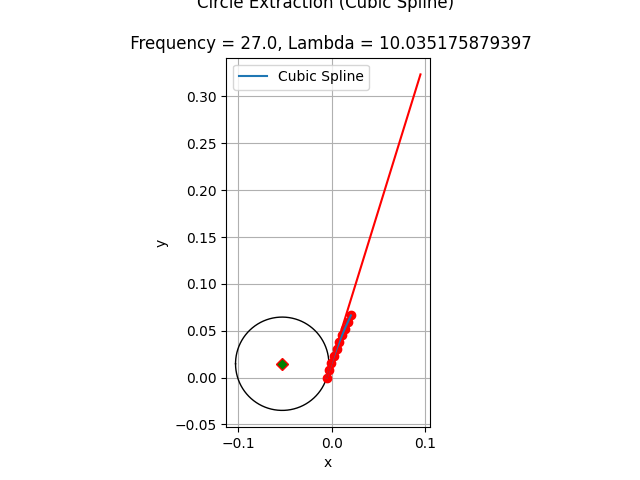 Circle Extraction (Cubic Spline)
Frequency = 27.0, Lambda = 10.035175879397
Cubic Spline
0.30
0.25
0.20
0.15
0.10
0.05
0.00
−0.05
y
−0.1
0.0
0.1
x